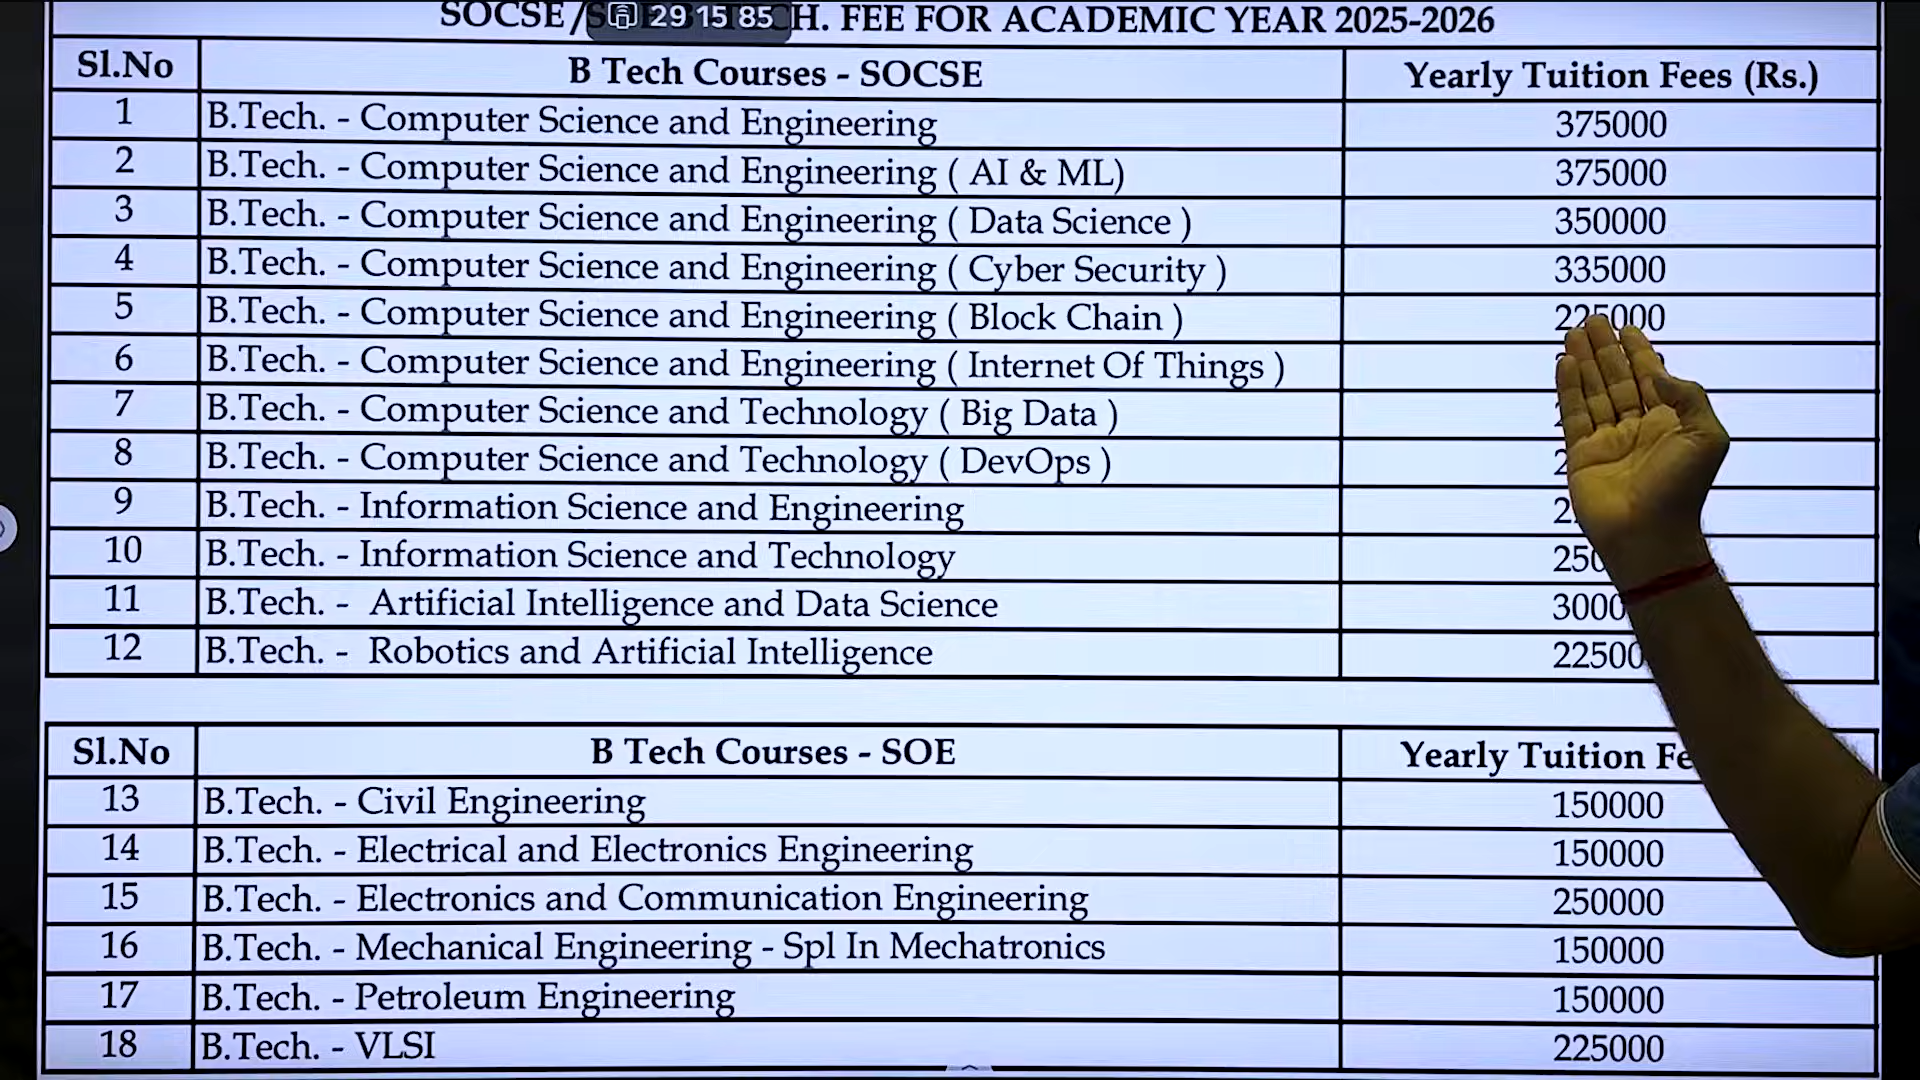 SOCSE/ 29 15 85 H. FEE FOR ACADEMIC YEAR 2025-2026
Sl.No B Tech Courses - SOCSE Yearly Tuition Fees (Rs.)
1 B.Tech. - Computer Science and Engineering 375000
2 B.Tech. - Computer Science and Engineering ( AI & ML) 375000
3 B.Tech. - Computer Science and Engineering ( Data Science ) 350000
4 B.Tech. - Computer Science and Engineering ( Cyber Security ) 335000
5 B.Tech. - Computer Science and Engineering ( Block Chain ) 225000
6 B.Tech. - Computer Science and Engineering ( Internet Of Things )
7 B.Tech. - Computer Science and Technology ( Big Data )
8 B.Tech. - Computer Science and Technology ( DevOps )
9 B.Tech. - Information Science and Engineering
10 B.Tech. - Information Science and Technology
11 B.Tech. - Artificial Intelligence and Data Science
12 B.Tech. - Robotics and Artificial Intelligence
Sl.No B Tech Courses - SOE Yearly Tuition
13 B.Tech. - Civil Engineering 150000
14 B.Tech. - Electrical and Electronics Engineering 150000
15 B.Tech. - Electronics and Communication Engineering 250000
16 B.Tech. - Mechanical Engineering - Spl In Mechatronics 150000
17 B.Tech. - Petroleum Engineering 150000
18 B.Tech. - VLSI 225000